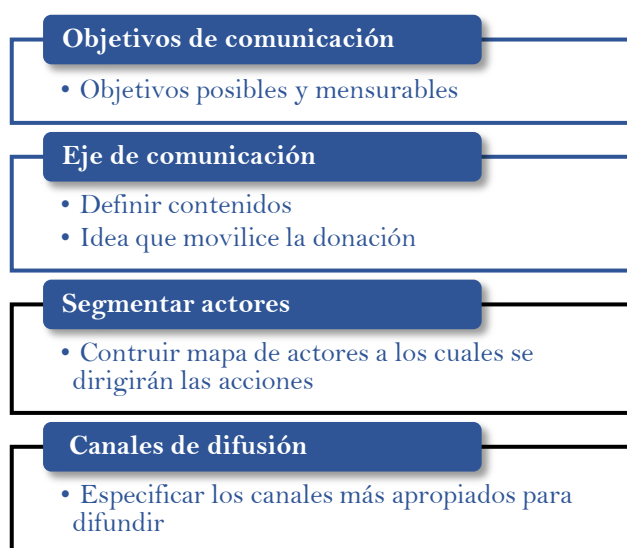 Objetivos de comunicación
• Objetivos posibles y mensurables
Eje de comunicación
• Definir contenidos
• Idea que movilice la donación
Segmentar actores
• Contruir mapa de actores a los cuales se
dirigirán las acciones
Canales de difusión
• Especificar los canales más apropiados para
difundir